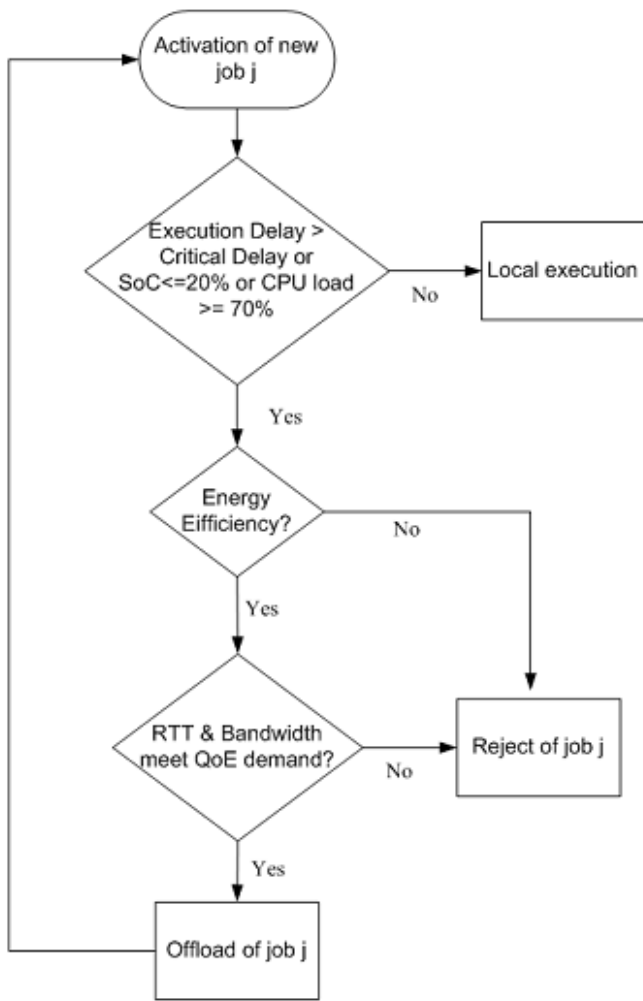 Activation of new
job j
Execution Delay >
Critical Delay or
SoC<=20% or CPU load
>= 70%
No
Local execution
Yes
Energy
Eifficiency?
No
Yes
RTT & Bandwidth
meet QoE demand?
No
Reject of job j
Yes
Offload of job j